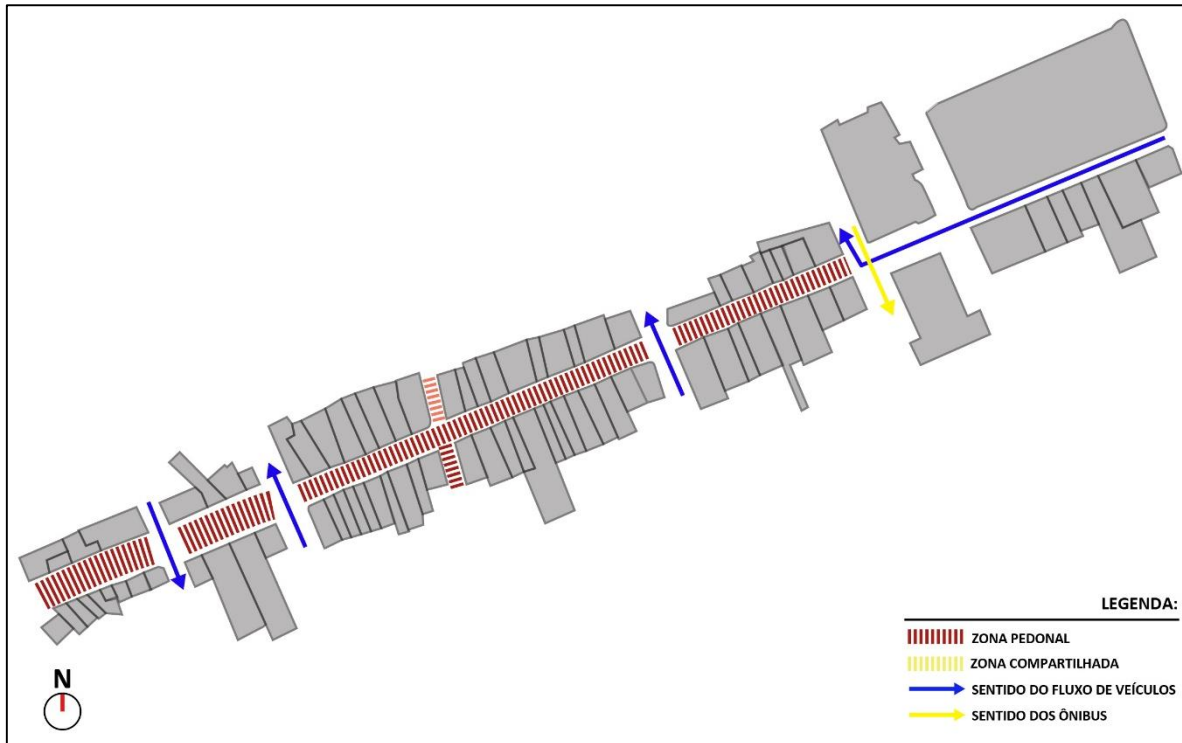 LEGENDA:
ZONA PEDONAL
ZONA COMPARTILHADA
SENTIDO DO FLUXO DE VEÍCULOS
SENTIDO DOS ÔNIBUS
N